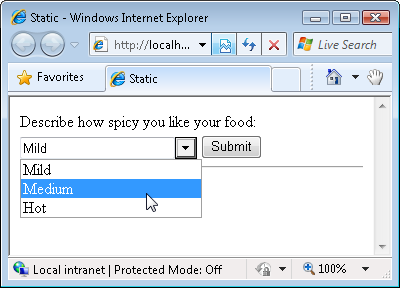 Static - Windows Internet Explorer
http://localh...
Live Search
Favorites
Static
Describe how spicy you like your food:
Mild
Submit
Mild
Medium
Hot
Local intranet | Protected Mode: Off
100%